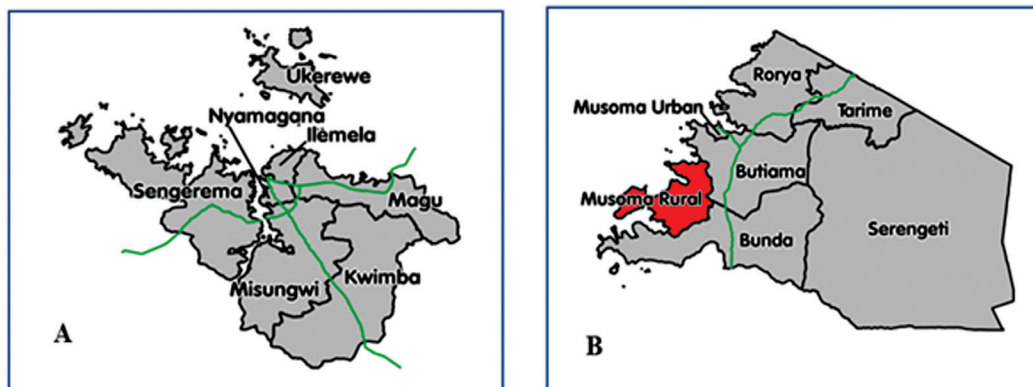 Ukerewe
Nyamagana
Ilemela
Sengerema
Magu
Misungwi
Kwimba
A
Rorya
Musoma Urban
Tarime
Butiama
Musoma Rural
Serengeti
Bunda
B